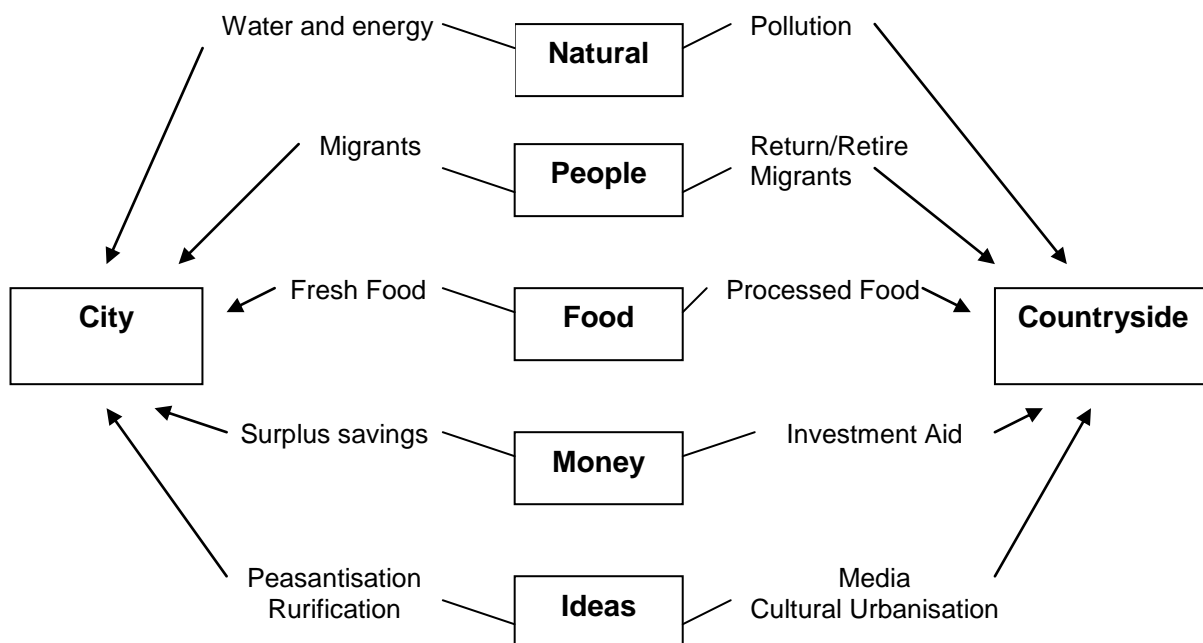 Water and energy
Natural
Pollution
Migrants
People
Return/Retire
Migrants
City
Fresh Food
Food
Processed Food
Countryside
Surplus savings
Money
Investment Aid
Peasantisation
Rurification
Ideas
Media
Cultural Urbanisation